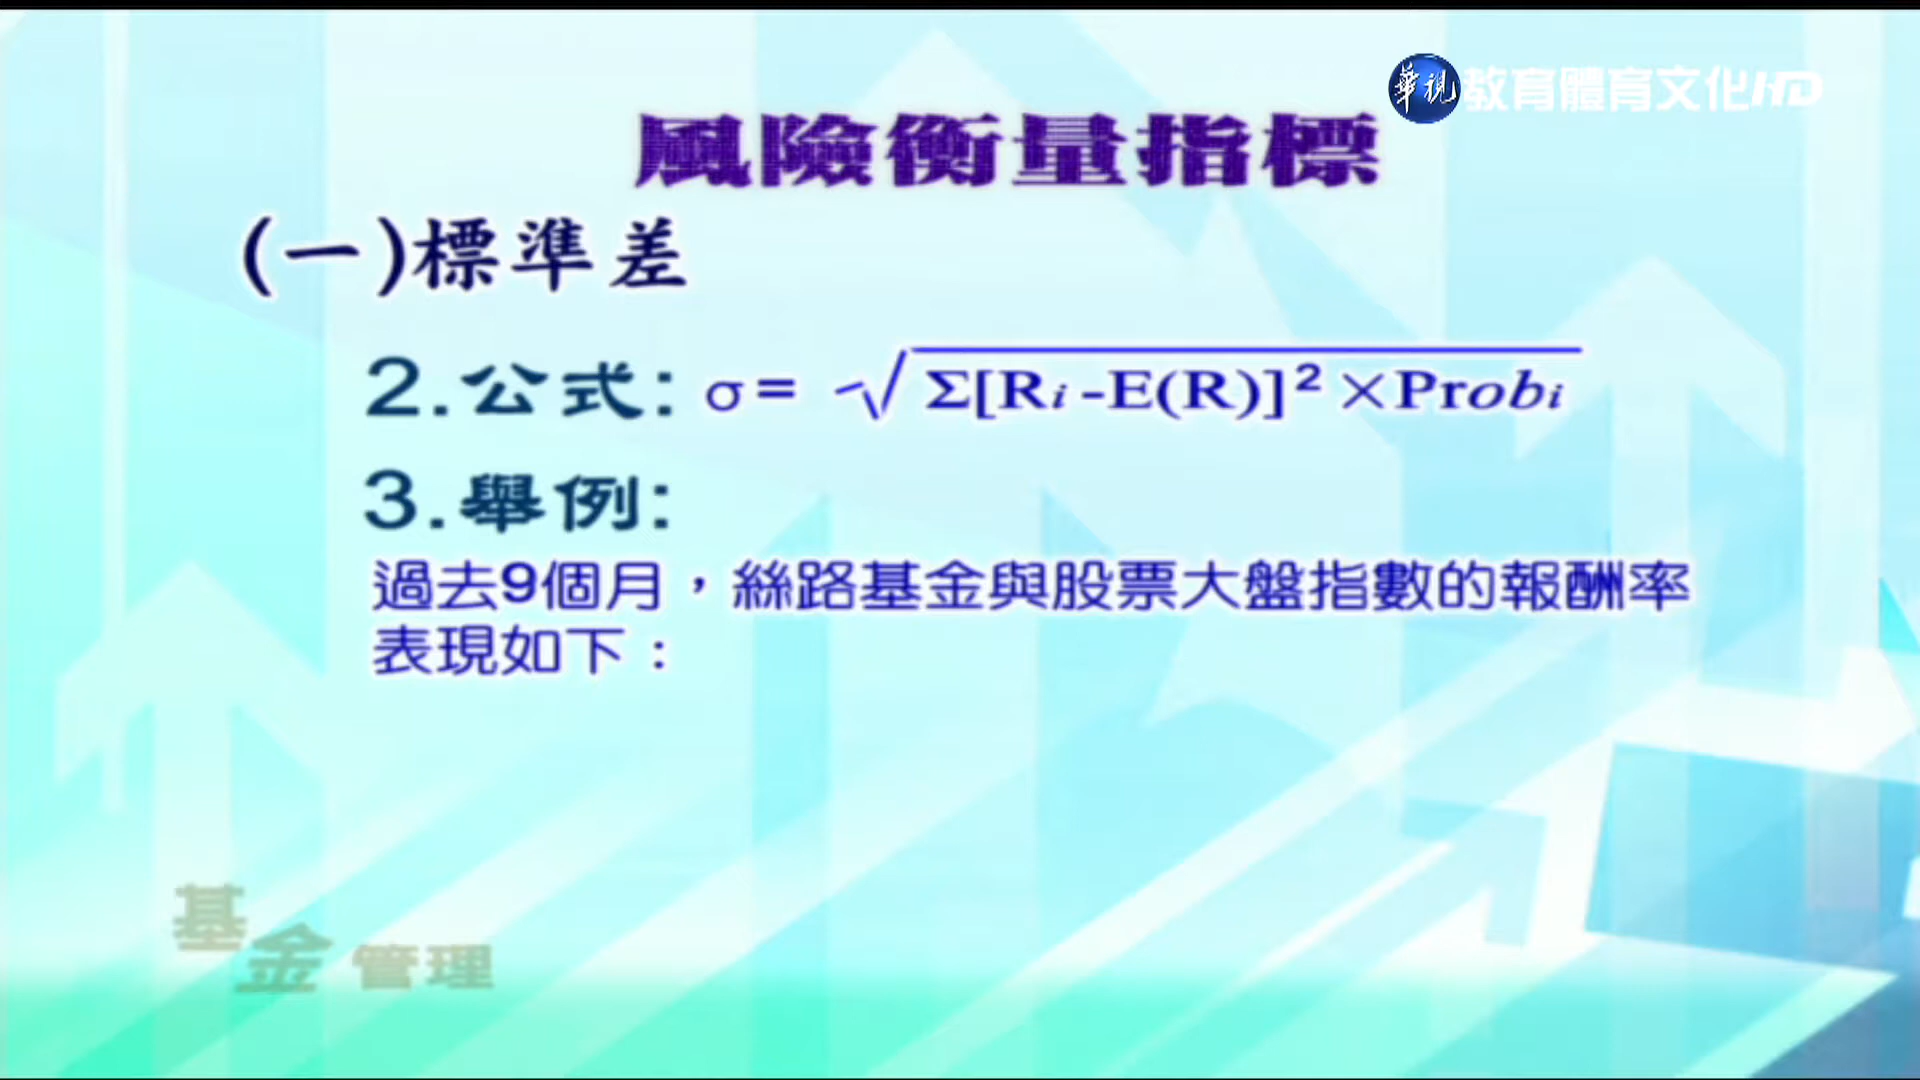 華視 教育體育文化HD
風險衡量指標
(一)標準差
2.公式: σ= √Σ[Ri -E(R)]² ×Probi
3.舉例:
過去9個月，絲路基金與股票大盤指數的報酬率
表現如下：
基金管理